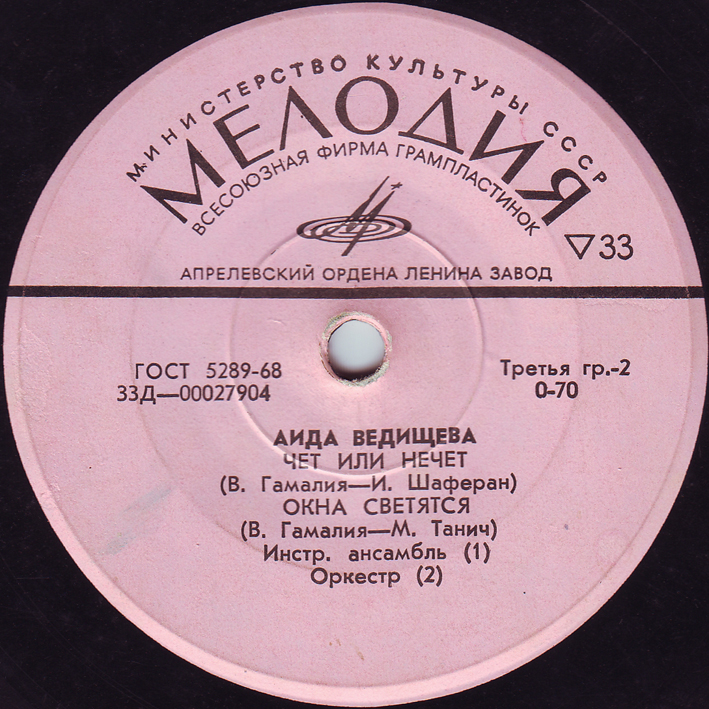 МИНИСТЕРСТВО КУЛЬТУРЫ СССР
МЕЛОДИЯ
ВСЕСОЮЗНАЯ ФИРМА ГРАМПЛАСТИНОК
▽33
АПРЕЛЕВСКИЙ ОРДЕНА ЛЕНИНА ЗАВОД
ГОСТ 5289-68
33Д—00027904
Третья гр.-2
0-70
АИДА ВЕДИЩЕВА
ЧЕТ ИЛИ НЕЧЕТ
(В. Гамалия—И. Шаферан)
ОКНА СВЕТЯТСЯ
(В. Гамалия—М. Танич)
Инстр. ансамбль (1)
Оркестр (2)